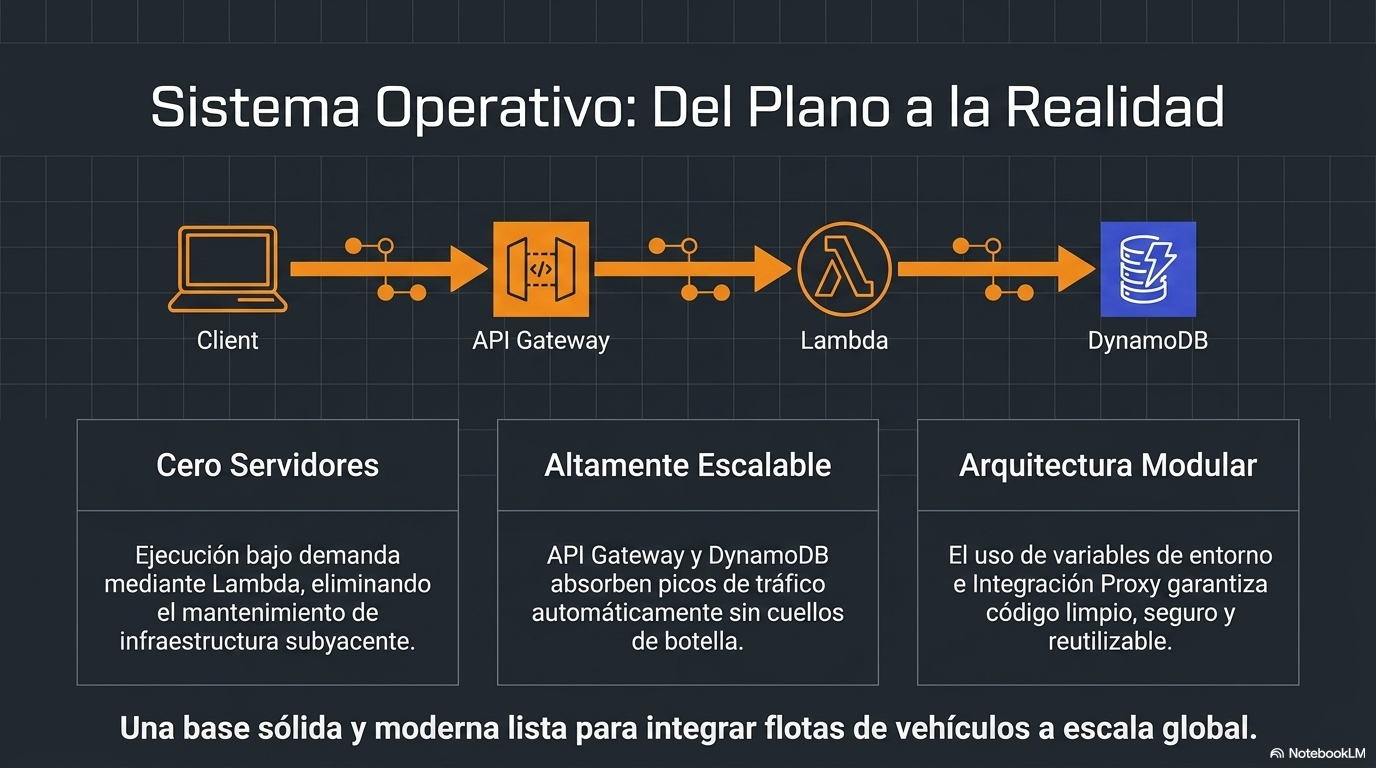 Sistema Operativo: Del Plano a la Realidad
</>
Client
API Gateway
Lambda
DynamoDB
Cero Servidores
Ejecución bajo demanda
mediante Lambda, eliminando
el mantenimiento de
infraestructura subyacente.
Altamente Escalable
API Gateway y DynamoDB
absorben picos de tráfico
automáticamente sin cuellos
de botella.
Arquitectura Modular
El uso de variables de entorno
e Integración Proxy garantiza
código limpio, seguro y
reutilizable.
Una base sólida y moderna lista para integrar flotas de vehículos a escala global.
NotebookLM